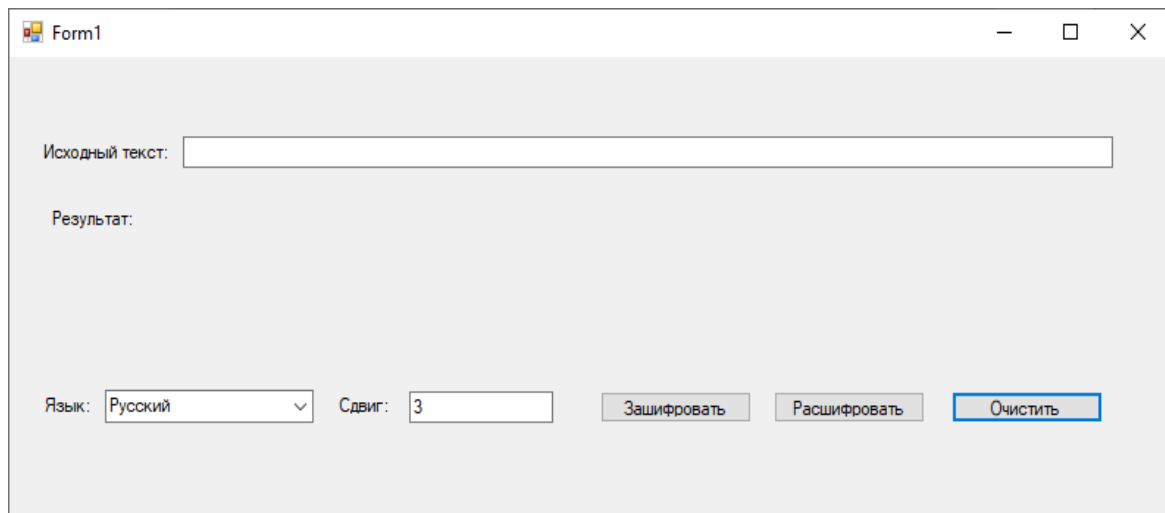 Form1
Исходный текст:
Результат:
Язык: Русский Сдвиг: 3 Зашифровать Расшифровать Очистить